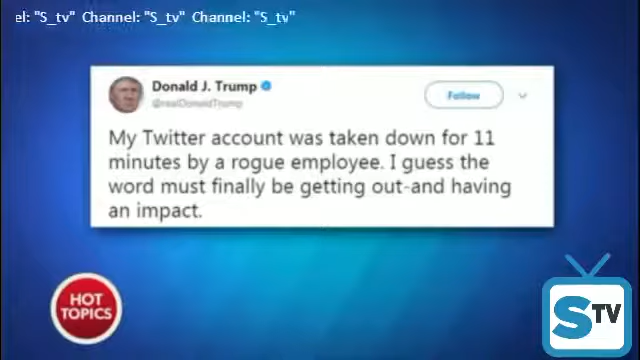 el: "S_tv" Channel: "S_tv" Channel: "S_tv"
Donald J. Trump
@realDonaldTrump
Follow
My Twitter account was taken down for 11
minutes by a rogue employee. I guess the
word must finally be getting out-and having
an impact.
HOT
TOPICS
STV